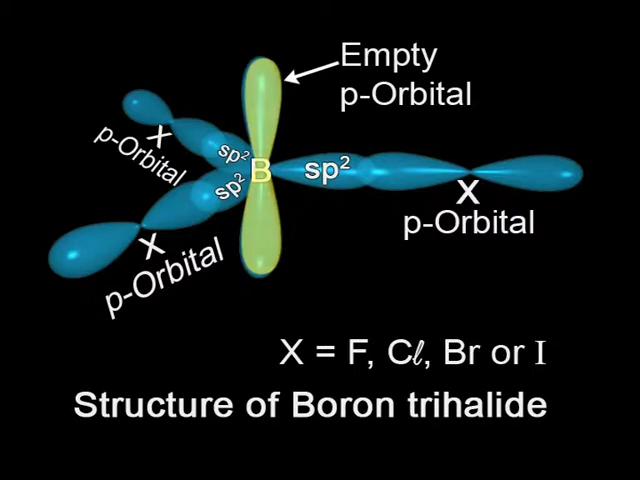 Empty
p-Orbital
X
p-Orbital
sp²
B
sp²
sp²
X
p-Orbital
X
p-Orbital
X = F, Cℓ, Br or I
Structure of Boron trihalide